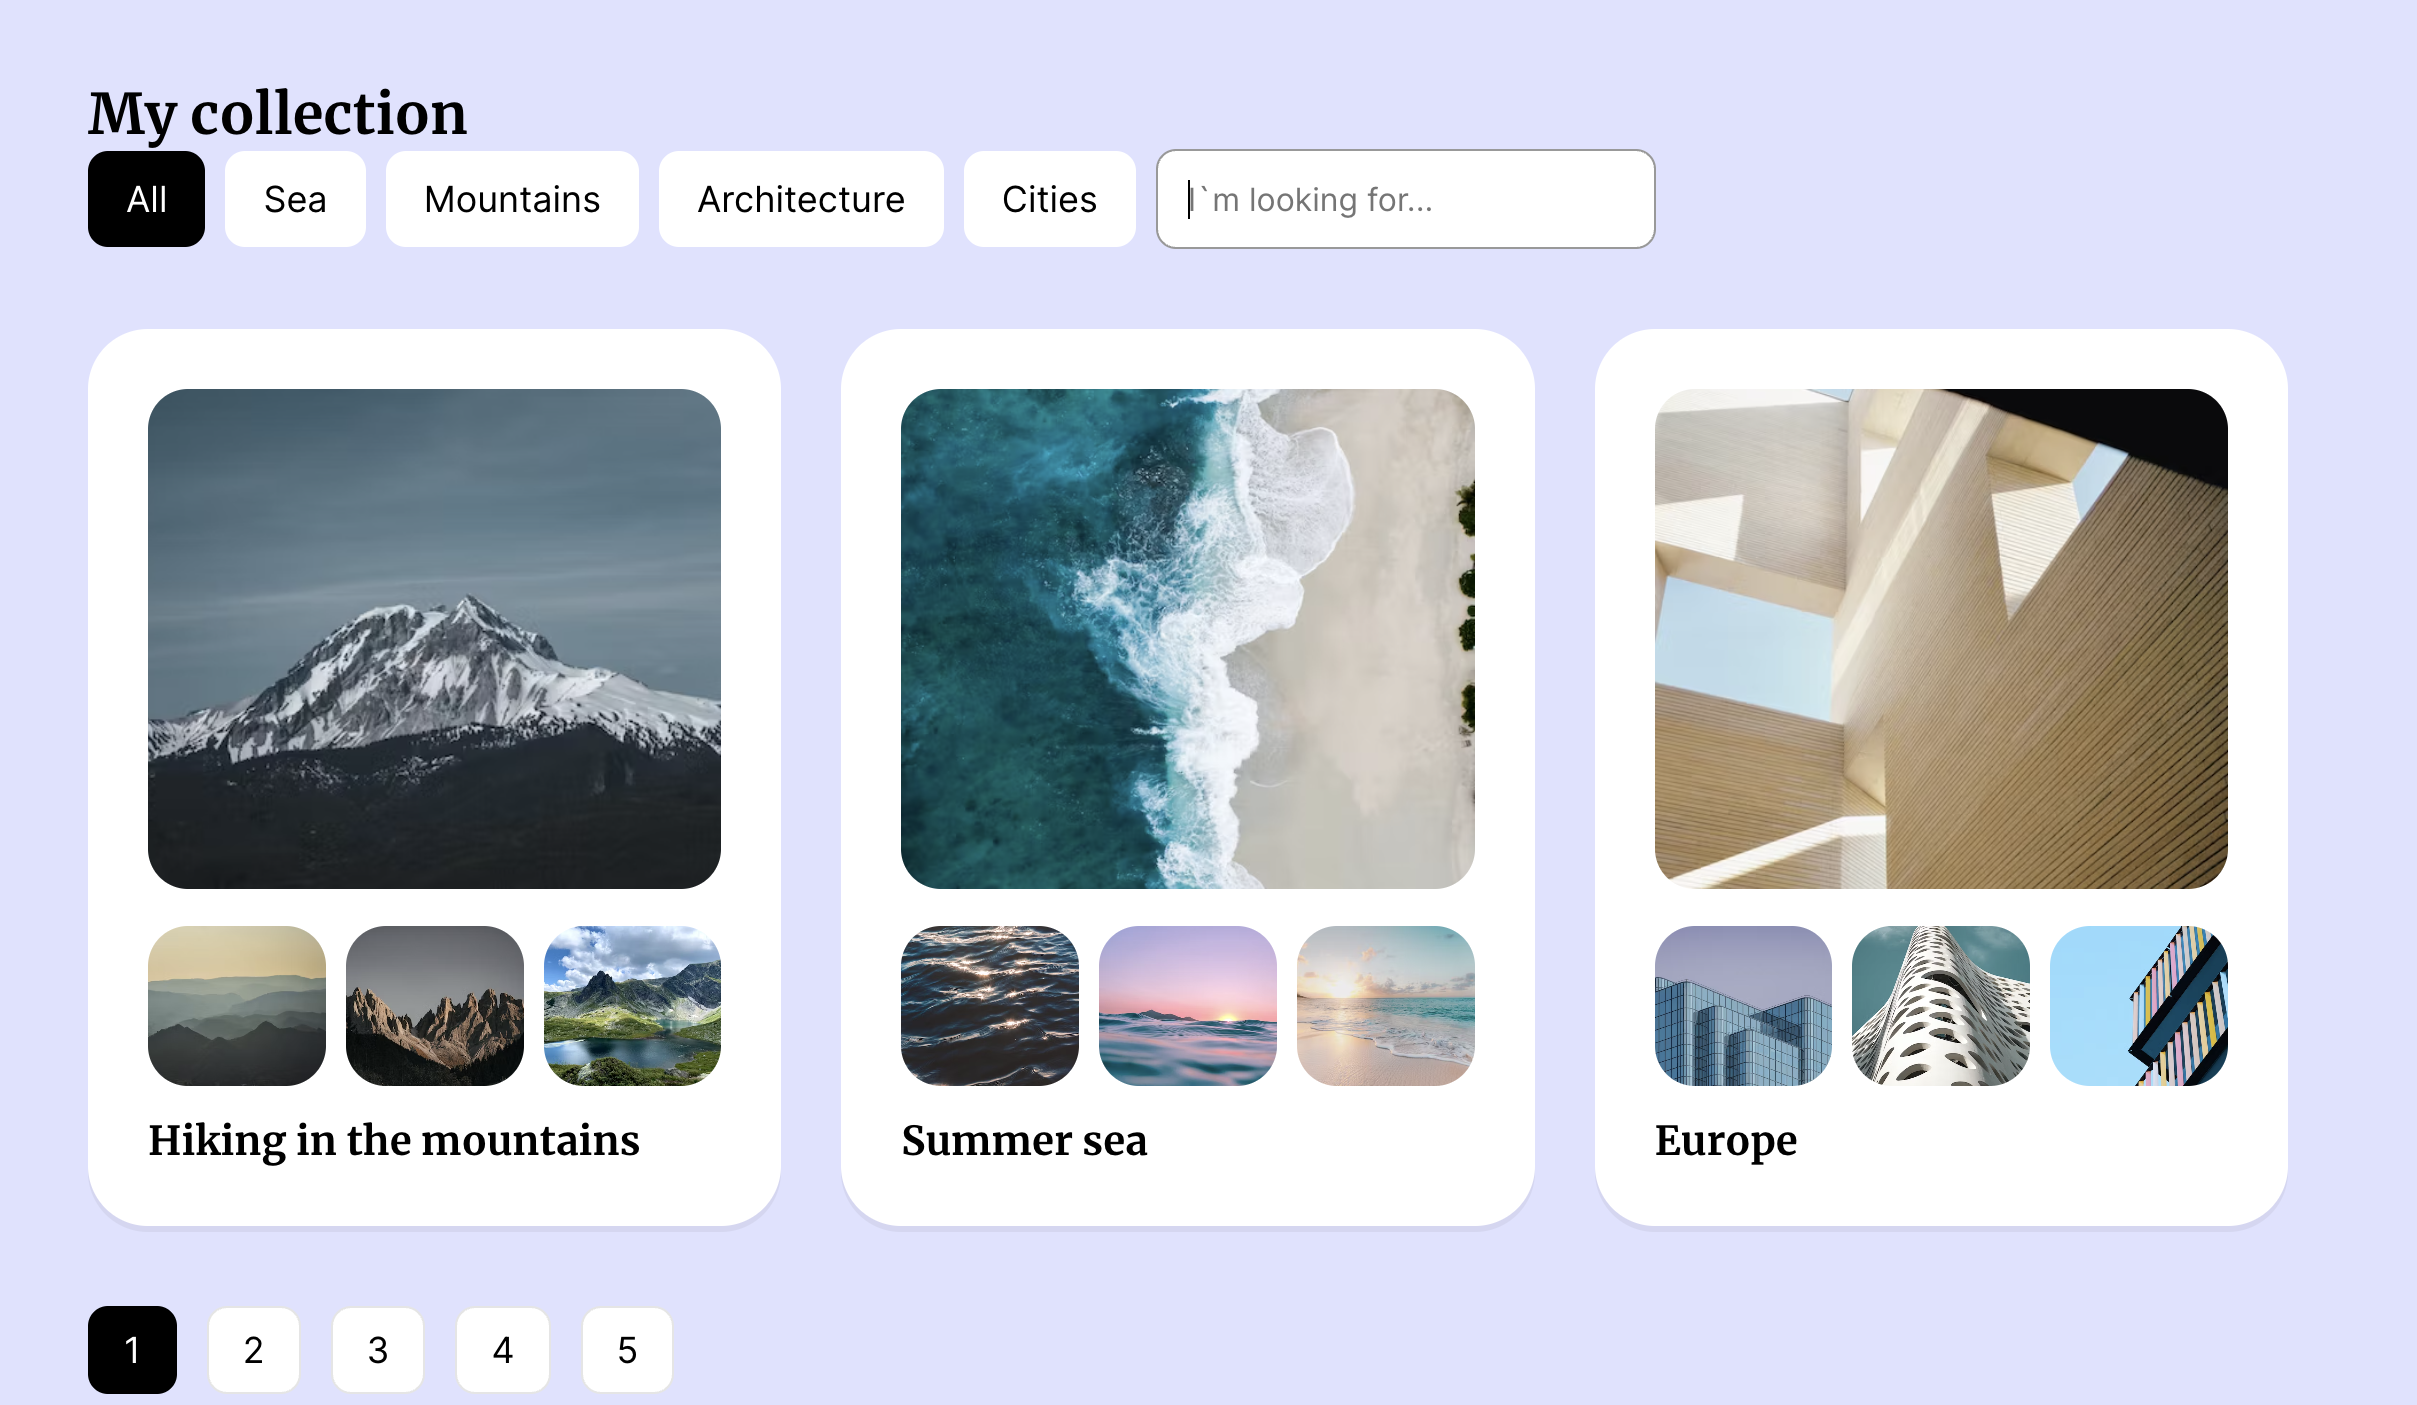 My collection
All Sea Mountains Architecture Cities I`m looking for...
Hiking in the mountains Summer sea Europe
1 2 3 4 5